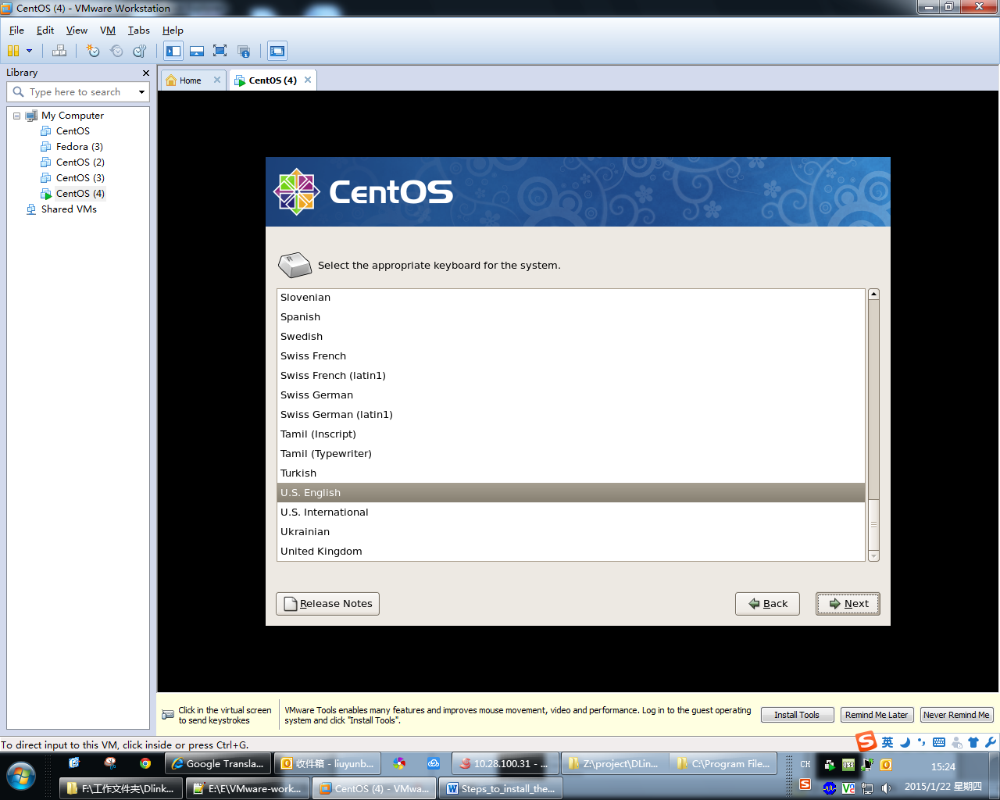 CentOS (4) - VMware Workstation
File Edit View VM Tabs Help
Library
Type here to search
My Computer
CentOS
Fedora (3)
CentOS (2)
CentOS (3)
CentOS (4)
Shared VMs
Home
CentOS (4)
CentOS
R
Select the appropriate keyboard for the system.
Slovenian
Spanish
Swedish
Swiss French
Swiss French (latin1)
Swiss German
Swiss German (latin1)
Tamil (Inscript)
Tamil (Typewriter)
Turkish
U.S. English
U.S. International
Ukrainian
United Kingdom
Release Notes
Back
Next
Click in the virtual screen
to send keystrokes
VMware Tools enables many features and improves mouse movement, video and performance. Log in to the guest operating
system and click "Install Tools".
Install Tools
Remind Me Later
Never Remind Me
To direct input to this VM, click inside or press Ctrl+G.
英
Google Transla...
收件箱 - liuyunb...
10.28.100.31 - ...
Z:\project\DLin...
C:\Program File...
CH
15:24
F:\工作文件夹\Dlink...
E:\E\VMware-work...
CentOS (4) - VMwa...
Steps_to_install_the...
2015/1/22 星期四